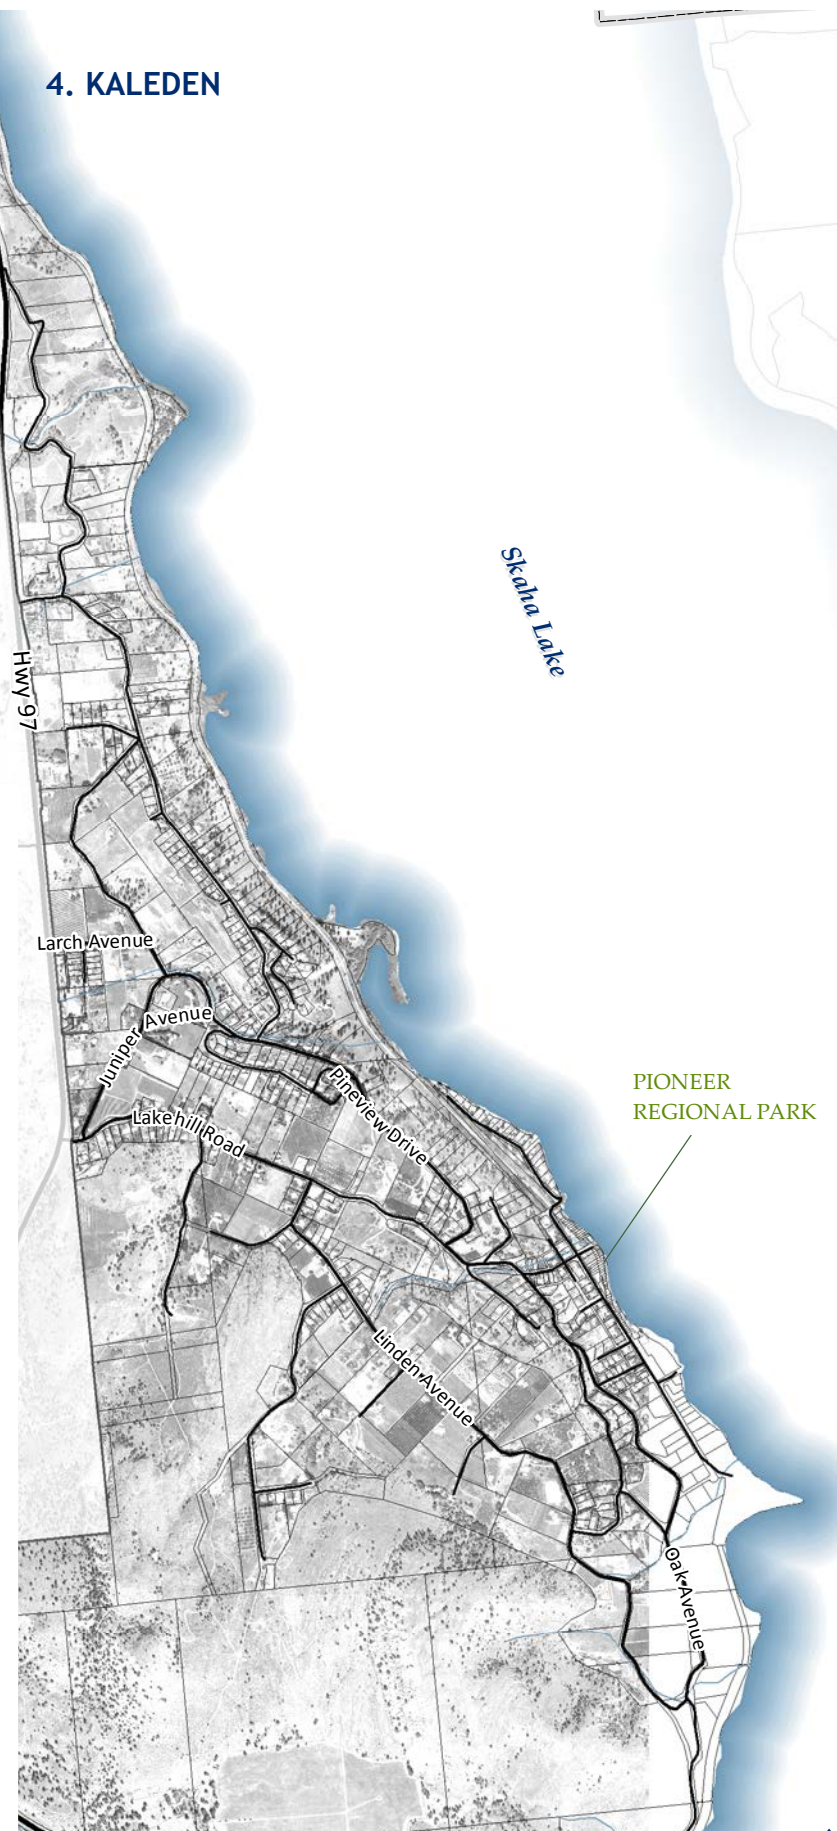 4. KALEDEN
Skaha Lake
Hwy 97
Larch Avenue
Juniper Avenue
PIONEER
REGIONAL PARK
Pineview Drive
Lakehill Road
Linden Avenue
Oak Avenue